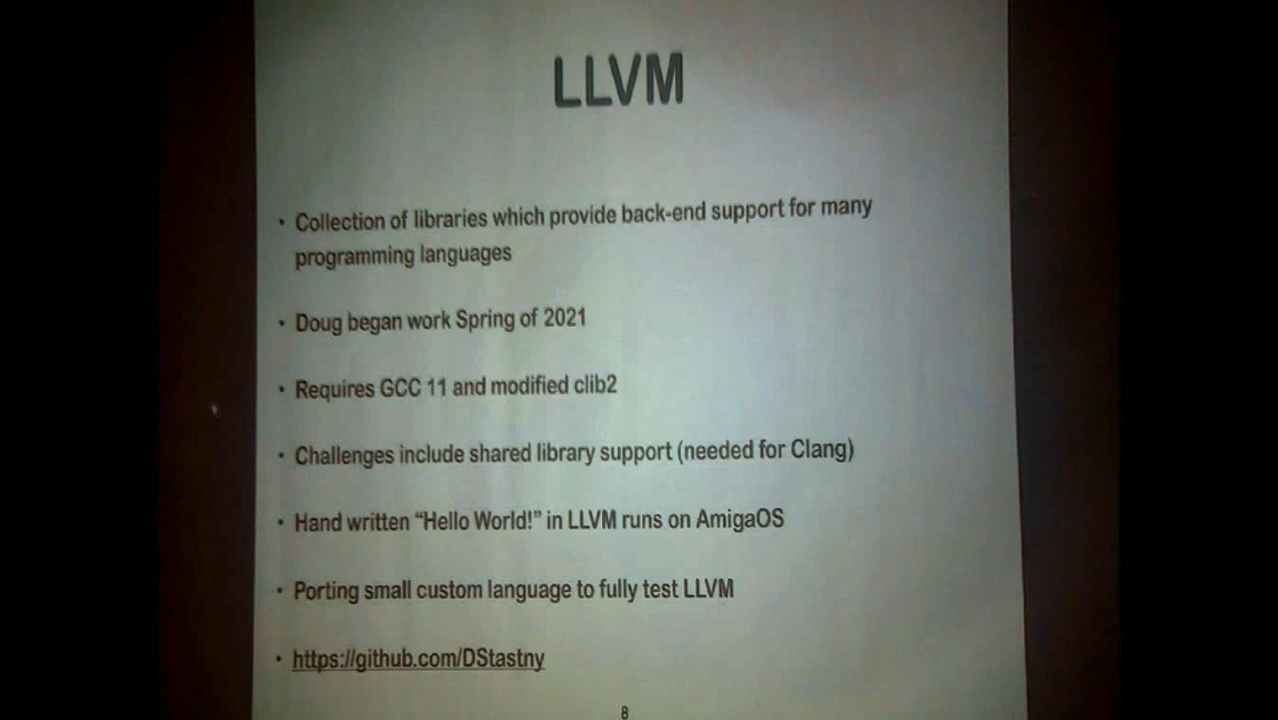 LLVM
• Collection of libraries which provide back-end support for many
programming languages
• Doug began work Spring of 2021
• Requires GCC 11 and modified clib2
• Challenges include shared library support (needed for Clang)
• Hand written “Hello World!” in LLVM runs on AmigaOS
• Porting small custom language to fully test LLVM
• https://github.com/DStastny
8